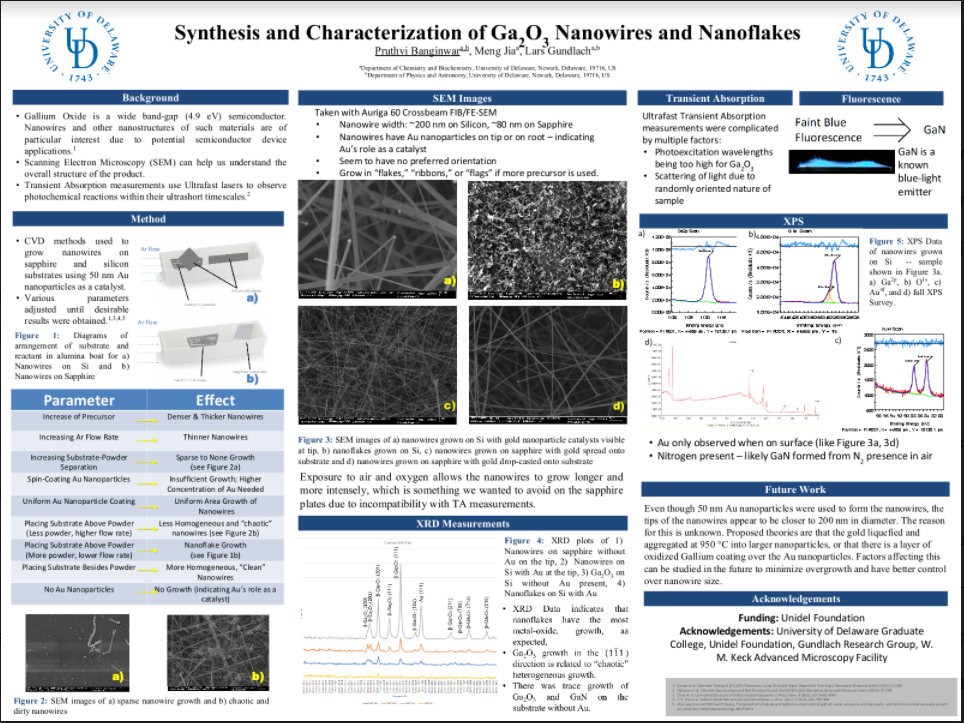 Synthesis and Characterization of Ga2O3 Nanowires and Nanoflakes
Pruthvi Banginwar a,b, Meng Jia a, Lars Gundlach a,b
a Department of Chemistry and Biochemistry, University of Delaware, Newark, Delaware, 19716, US
b Department of Physics and Astronomy, University of Delaware, Newark, Delaware, 19716, US
UNIVERSITY OF DELAWARE
UD
1743
UNIVERSITY OF DELAWARE
UD
1743
Background
• Gallium Oxide is a wide band-gap (4.9 eV) semiconductor.
Nanowires and other nanostructures of such materials are of
particular interest due to potential semiconductor device
applications.1
• Scanning Electron Microscopy (SEM) can help us understand the
overall structure of the product.
• Transient Absorption measurements use Ultrafast lasers to observe
photochemical reactions within their ultrashort timescales.2
Method
• CVD methods used to
grow nanowires on
sapphire and silicon
substrates using 50 nm Au
nanoparticles as a catalyst.
• Various parameters
adjusted until desirable
results were obtained.1,3,4,5
Figure 1: Diagrams of
arrangement of substrate and
reactant in alumina boat for a)
Nanowires on Si and b)
Nanowires on Sapphire
Ar flow
a)
Ar flow
b)
Parameter Effect
Increase of Precursor Denser & Thicker Nanowires
Increasing Ar Flow Rate Thinner Nanowires
Increasing Substrate-Powder Sparse to None Growth
Separation (see Figure 2a)
Spin-Coating Au Nanoparticles Insufficient Growth; Higher
Concentration of Au Needed
Uniform Au Nanoparticle Coating Uniform Area Growth of
Nanowires
Placing Substrate Above Powder Less Homogeneous and "chaotic"
(Less powder, higher flow rate) nanowires (see Figure 2b)
Placing Substrate Above Powder Nanoflake Growth
(More powder, lower flow rate) (see Figure 1b)
Placing Substrate Besides Powder More Homogeneous, "Clean"
Nanowires
No Au Nanoparticles No Growth (indicating Au's role as a
catalyst)
a)
b)
Figure 2: SEM images of a) sparse nanowire growth and b) chaotic and
dirty nanowires
SEM Images
Taken with Auriga 60 Crossbeam FIB/FE-SEM
• Nanowire width: ~200 nm on Silicon, ~80 nm on Sapphire
• Nanowires have Au nanoparticles on tip or on root – indicating
Au's role as a catalyst
• Seem to have no preferred orientation
• Grow in "flakes," "ribbons," or "flags" if more precursor is used.
a)
b)
c)
d)
Figure 3: SEM images of a) nanowires grown on Si with gold nanoparticle catalysts visible
at tip, b) nanoflakes grown on Si, c) nanowires grown on sapphire with gold spread onto
substrate and d) nanowires grown on sapphire with gold drop-casted onto substrate
Exposure to air and oxygen allows the nanowires to grow longer and
more intensely, which is something we wanted to avoid on the sapphire
plates due to incompatibility with TA measurements.
XRD Measurements
Figure 4: XRD plots of 1)
Nanowires on sapphire without
Au on the tip, 2) Nanowires on
Si with Au at the tip, 3) Ga2O3 on
Si without Au present, 4)
Nanoflakes on Si with Au
• XRD Data indicates that
nanoflakes have the most
metal-oxide, growth, as
expected,
• Ga2O3 growth in the (111)
direction is related to "chaotic"
heterogeneous growth.
• There was trace growth of
Ga2O3 and GaN on the
substrate without Au.
Transient Absorption
Ultrafast Transient Absorption
measurements were complicated
by multiple factors:
• Photoexcitation wavelengths
being too high for Ga2O3
• Scattering of light due to
randomly oriented nature of
sample
Fluorescence
Faint Blue
Fluorescence
GaN
GaN is a
known
blue-light
emitter
XPS
a)
b)
d)
c)
Figure 5: XPS Data
of nanowires grown
on Si -- sample
shown in Figure 3a.
a) Ga2p, b) O1s, c)
Au4f, and d) full XPS
Survey.
• Au only observed when on surface (like Figure 3a, 3d)
• Nitrogen present – likely GaN formed from N2 presence in air
Future Work
Even though 50 nm Au nanoparticles were used to form the nanowires, the
tips of the nanowires appear to be closer to 200 nm in diameter. The reason
for this is unknown. Proposed theories are that the gold liquefied and
aggregated at 950 °C into larger nanoparticles, or that there is a layer of
oxidized Gallium coating over the Au nanoparticles. Factors affecting this
can be studied in the future to minimize overgrowth and have better control
over nanowire size.
Acknowledgements
Funding: Unidel Foundation
Acknowledgements: University of Delaware Graduate
College, Unidel Foundation, Gundlach Research Group, W.
M. Keck Advanced Microscopy Facility